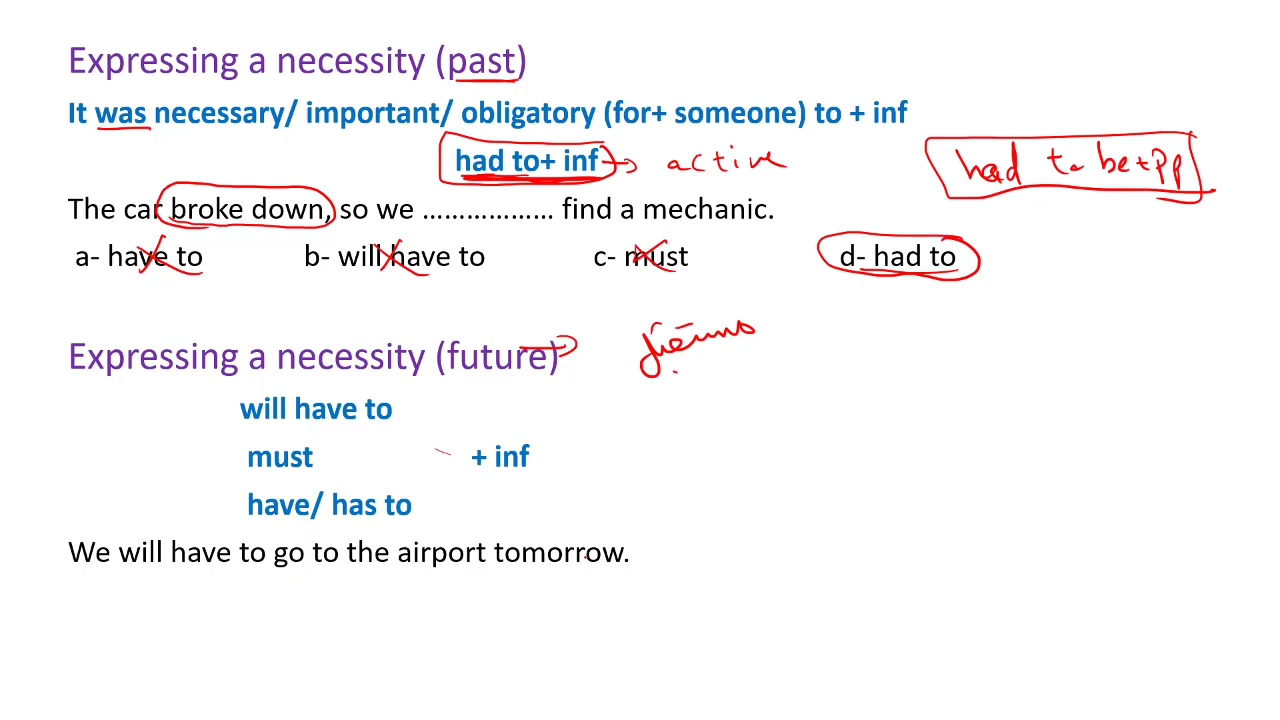 Expressing a necessity (past)
It was necessary/ important/ obligatory (for+ someone) to + inf
had to+ inf → active
had to be+pp
The car broke down, so we ……………… find a mechanic.
a- have to b- will have to c- must d- had to
Expressing a necessity (future) →
will have to
must + inf
have/ has to
We will have to go to the airport tomorrow.